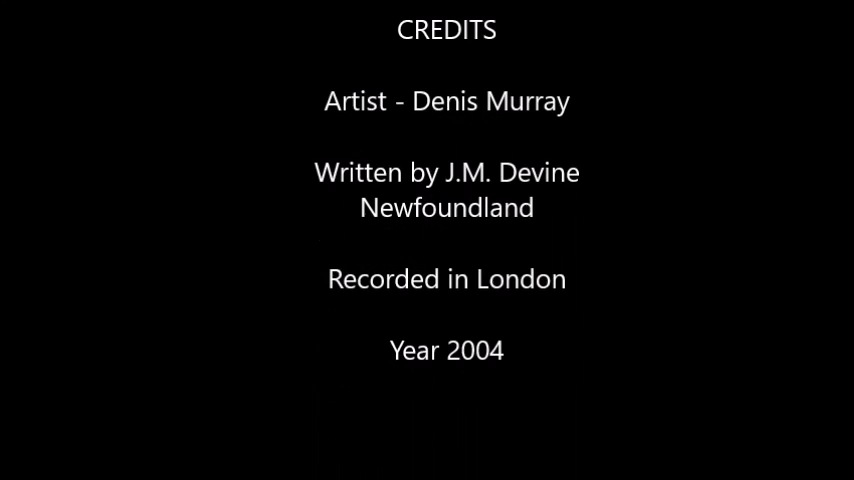 CREDITS
Artist - Denis Murray
Written by J.M. Devine
Newfoundland
Recorded in London
Year 2004